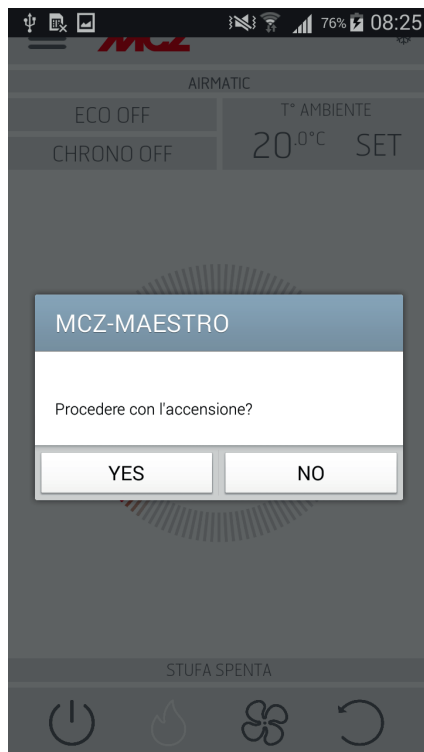 76% 08:25
MCZ
AIRMATIC
ECO OFF
T° AMBIENTE
CHRONO OFF
20.0°C SET
MCZ-MAESTRO
Procedere con l'accensione?
YES NO
STUFA SPENTA